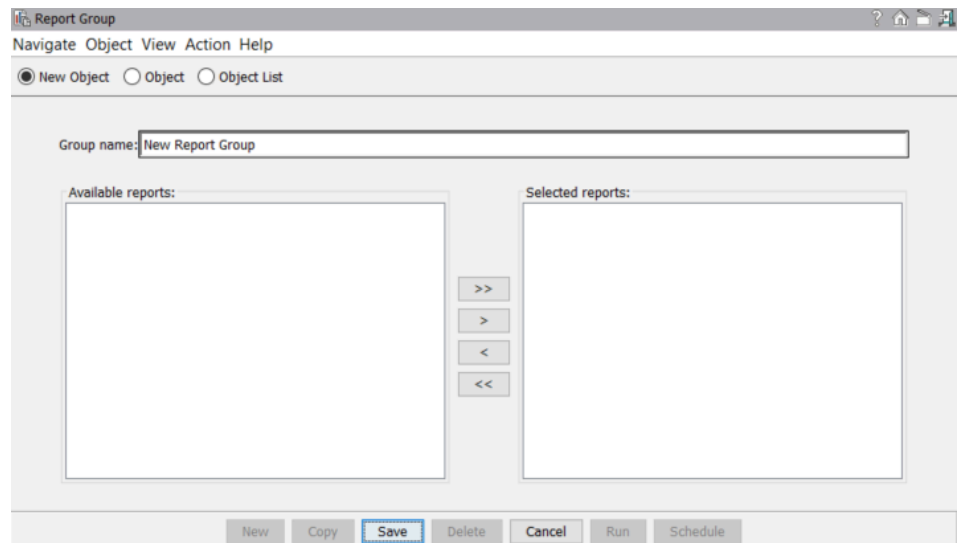 Report Group
Navigate Object View Action Help
New Object Object Object List
Group name: New Report Group
Available reports: Selected reports:
>>
>
<
<<
New Copy Save Delete Cancel Run Schedule